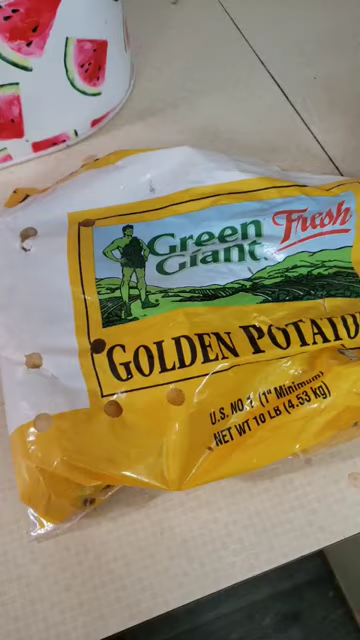 Green Giant. Fresh
GOLDEN POTATO
U.S. NO. 1 (1" Minimum)
NET WT 10 LB (4.53 kg)